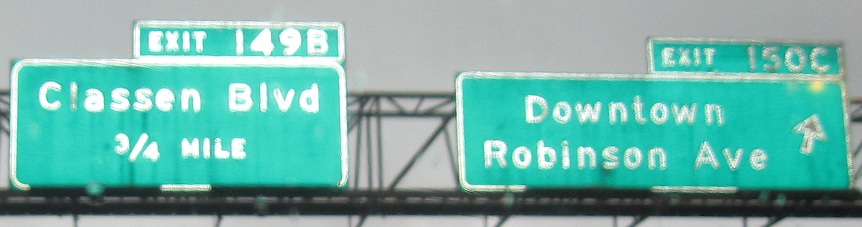 EXIT 149B
Classen Blvd
3/4 MILE
EXIT 150C
Downtown
Robinson Ave